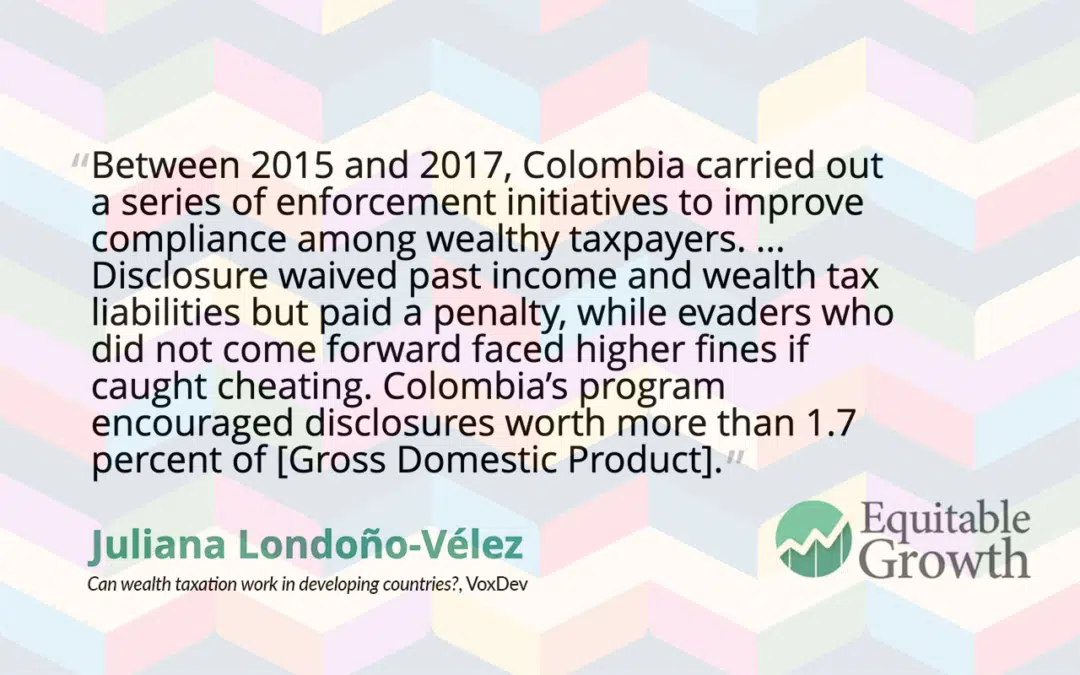 “Between 2015 and 2017, Colombia carried out
a series of enforcement initiatives to improve
compliance among wealthy taxpayers. ...
Disclosure waived past income and wealth tax
liabilities but paid a penalty, while evaders who
did not come forward faced higher fines if
caught cheating. Colombia’s program
encouraged disclosures worth more than 1.7
percent of [Gross Domestic Product].”
Juliana Londoño-Vélez
Can wealth taxation work in developing countries?, VoxDev
Equitable
Growth